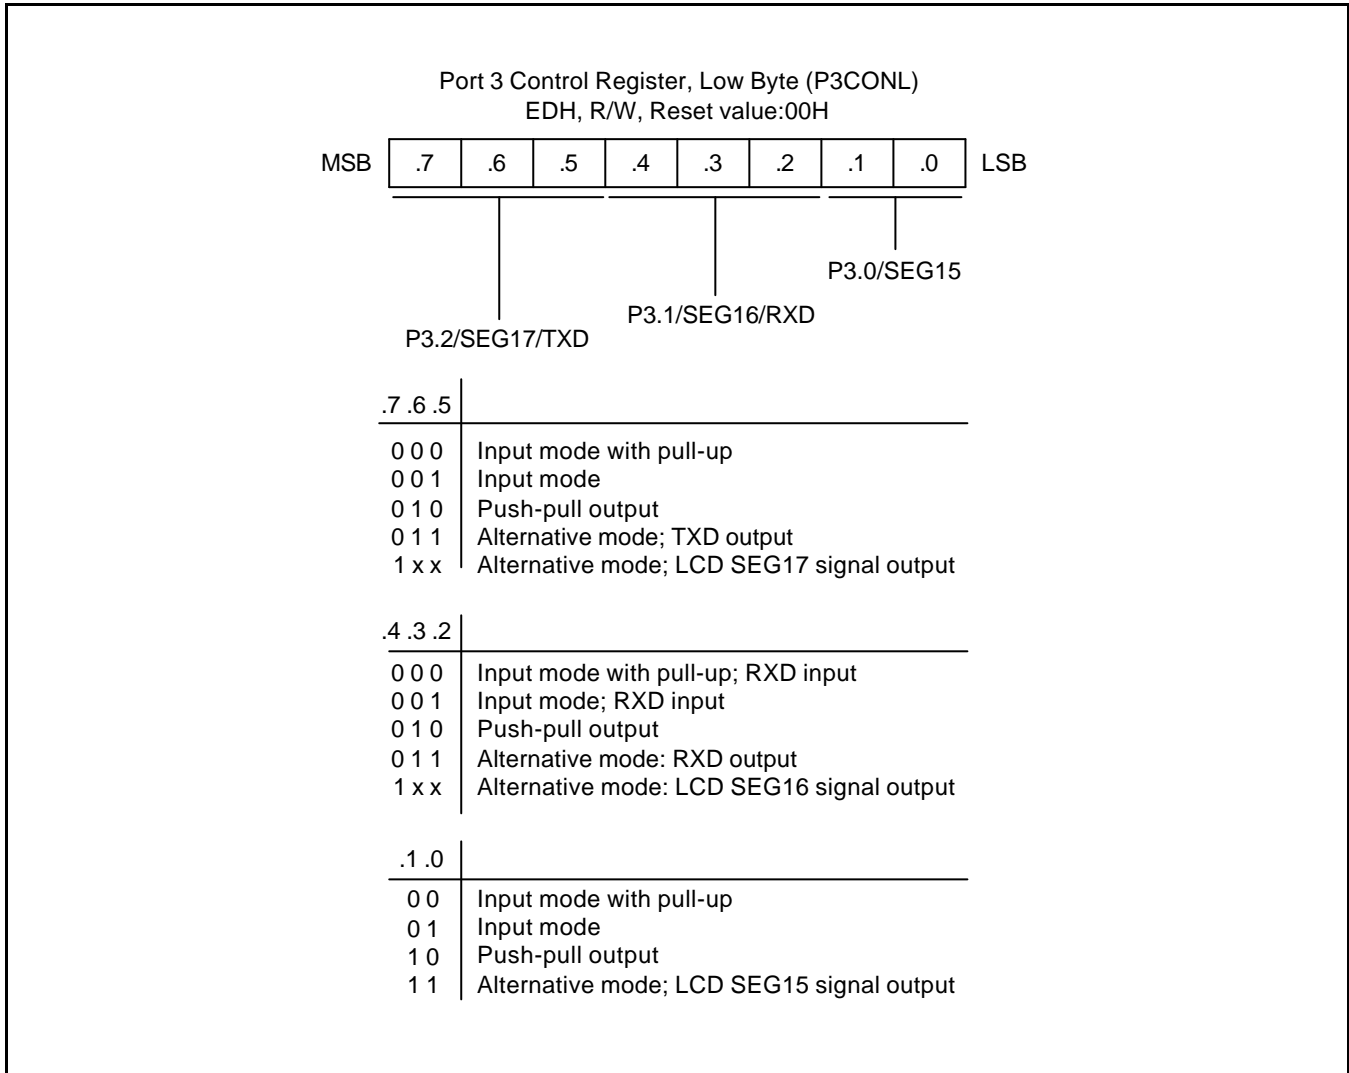 Port 3 Control Register, Low Byte (P3CONL)
EDH, R/W, Reset value:00H
MSB .7 .6 .5 .4 .3 .2 .1 .0 LSB
P3.0/SEG15
P3.1/SEG16/RXD
P3.2/SEG17/TXD
.7 .6 .5
0 0 0 Input mode with pull-up
0 0 1 Input mode
0 1 0 Push-pull output
0 1 1 Alternative mode; TXD output
1 x x Alternative mode; LCD SEG17 signal output
.4 .3 .2
0 0 0 Input mode with pull-up; RXD input
0 0 1 Input mode; RXD input
0 1 0 Push-pull output
0 1 1 Alternative mode: RXD output
1 x x Alternative mode: LCD SEG16 signal output
.1 .0
0 0 Input mode with pull-up
0 1 Input mode
1 0 Push-pull output
1 1 Alternative mode; LCD SEG15 signal output